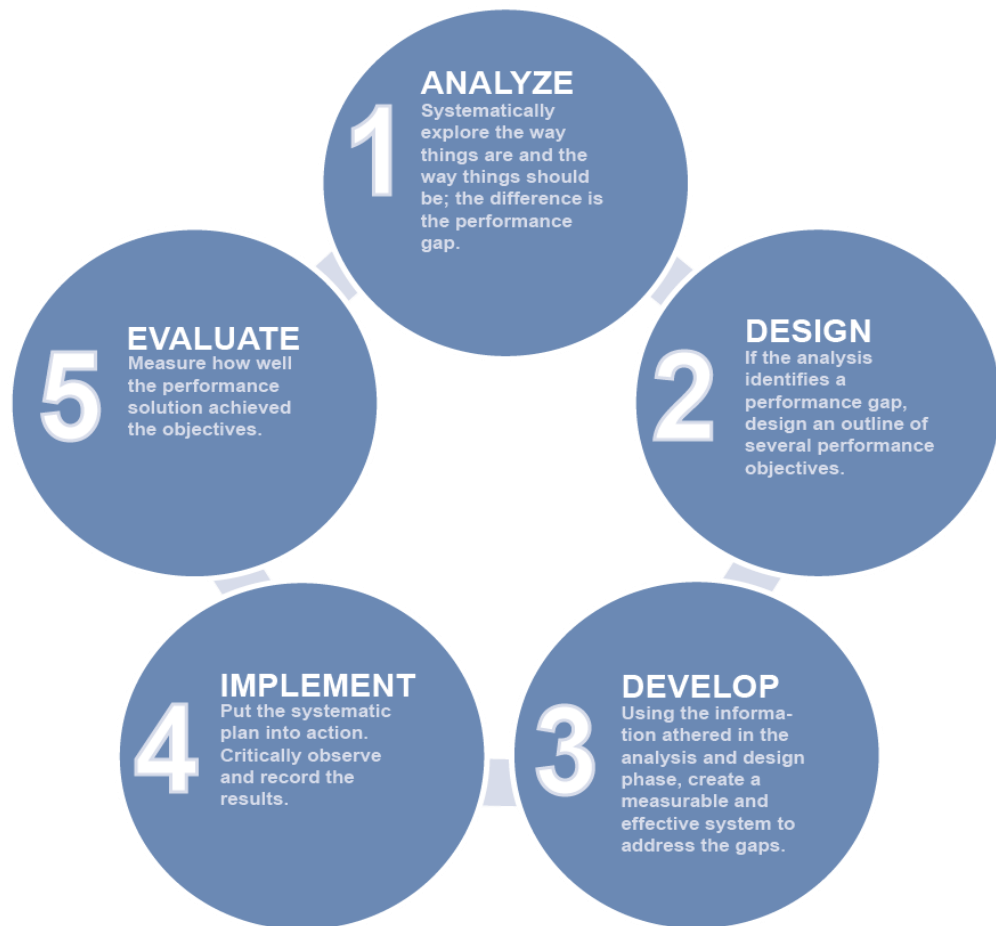 1
ANALYZE
Systematically
explore the way
things are and the
way things should
be; the difference is
the performance
gap.
2
DESIGN
If the analysis
identifies a
performance gap,
design an outline of
several performance
objectives.
3
DEVELOP
Using the informa-
tion athered in the
analysis and design
phase, create a
measurable and
effective system to
address the gaps.
4
IMPLEMENT
Put the systematic
plan into action.
Critically observe
and record the
results.
5
EVALUATE
Measure how well
the performance
solution achieved
the objectives.